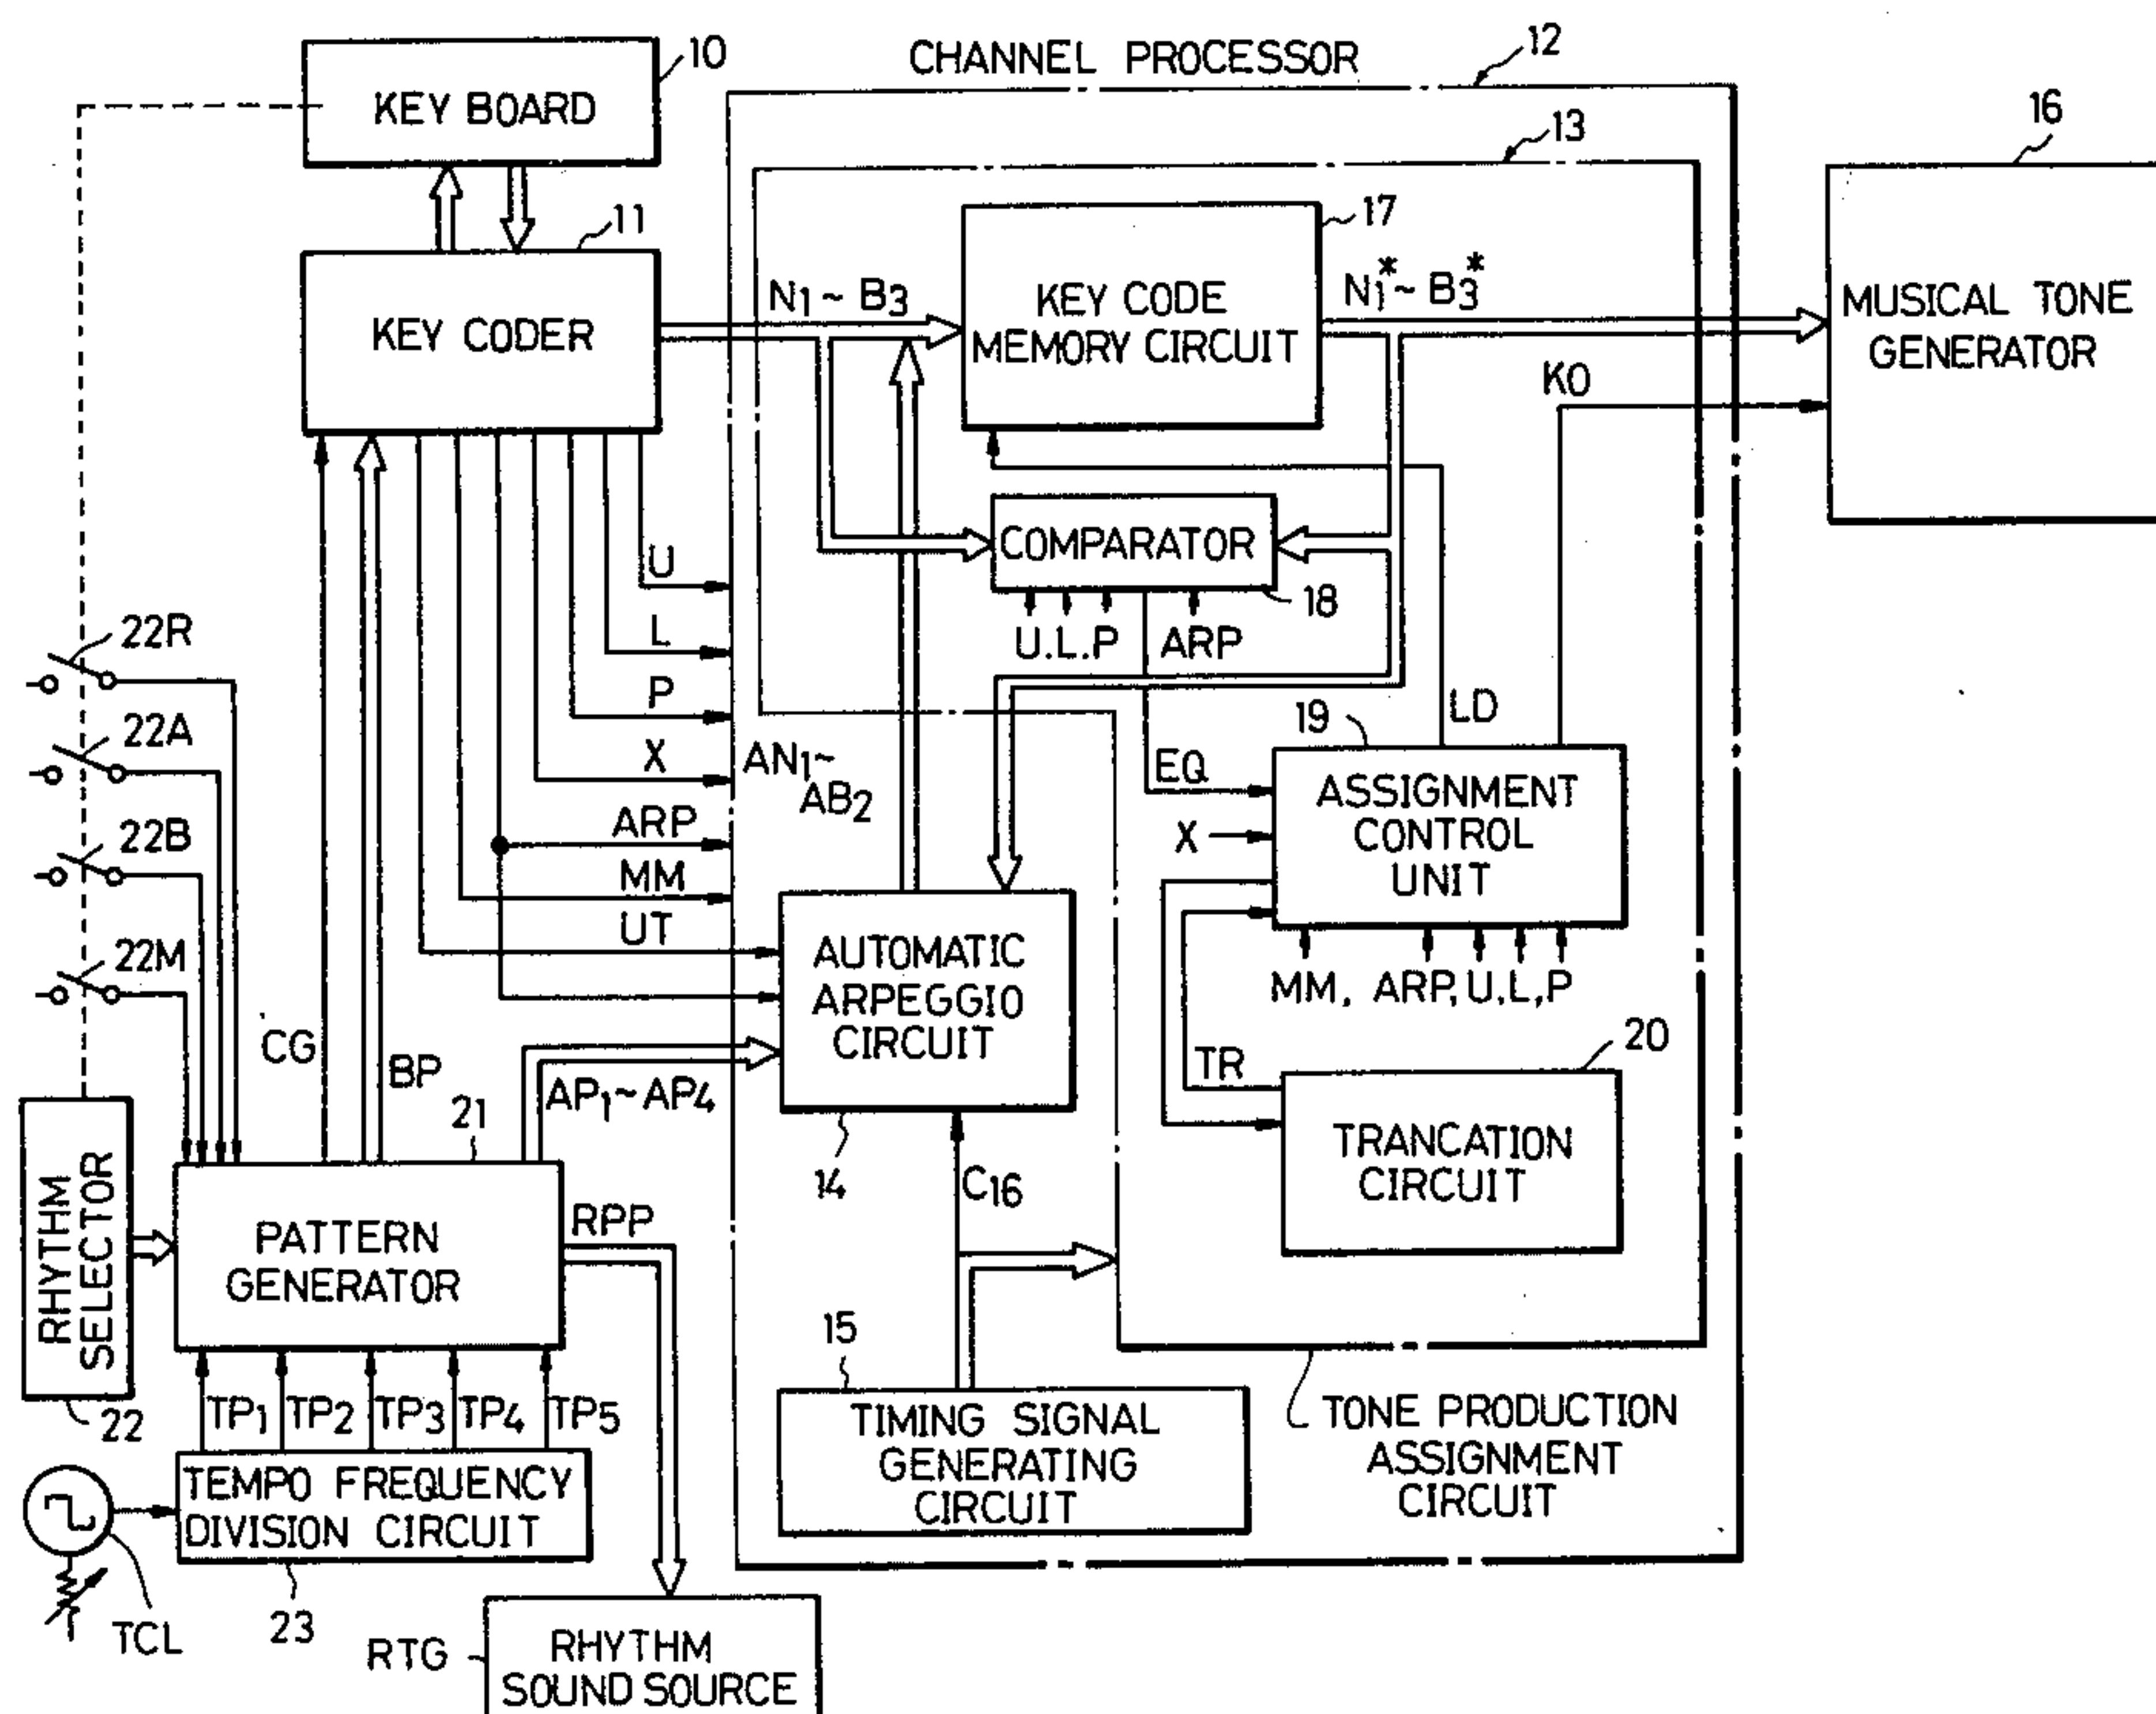 CHANNEL PROCESSOR
12
10
KEY BOARD
13
16
11
17
KEY CODER
N1 ~ B3
KEY CODE
MEMORY CIRCUIT
N1* ~ B3*
MUSICAL TONE
GENERATOR
KO
COMPARATOR
18
U
L
P
X
ARP
MM
UT
U.L.P
ARP
22R
22A
22B
22M
AN1~
AB2
EQ
X
LD
19
ASSIGNMENT
CONTROL
UNIT
MM, ARP, U, L, P
AUTOMATIC
ARPEGGIO
CIRCUIT
14
CG
BP
AP1~AP4
21
TR
20
TRANCATION
CIRCUIT
C16
RHYTHM
SELECTOR
22
PATTERN
GENERATOR
RPP
15
TIMING SIGNAL
GENERATING
CIRCUIT
TONE PRODUCTION
ASSIGNMENT
CIRCUIT
TP1 TP2 TP3 TP4 TP5
TEMPO FREQUENCY
DIVISION CIRCUIT
23
TCL
RTG
RHYTHM
SOUND SOURCE